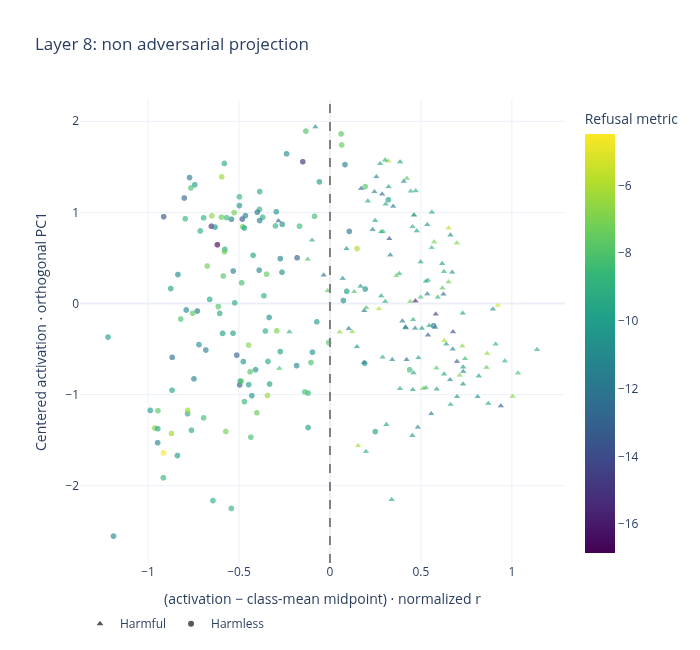 Layer 8: non adversarial projection
Refusal metric
2
1
0
−1
−2
Centered activation · orthogonal PC1
−1
−0.5
0
0.5
1
(activation − class-mean midpoint) · normalized r
−6
−8
−10
−12
−14
−16
Harmful
Harmless